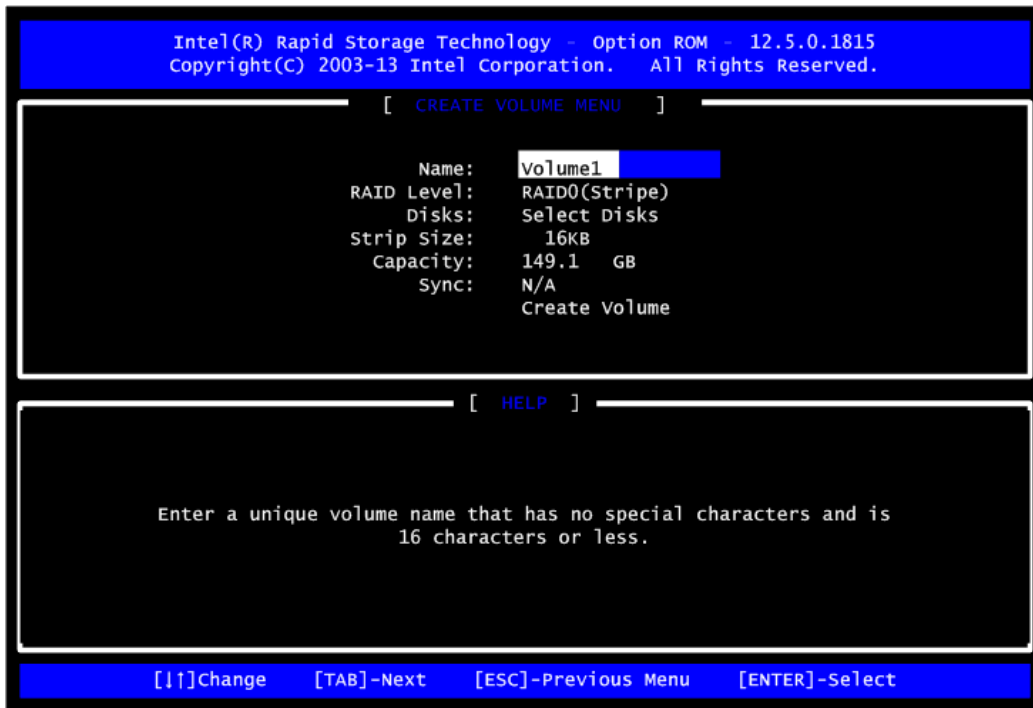 Intel(R) Rapid Storage Technology - Option ROM - 12.5.0.1815
Copyright(C) 2003-13 Intel Corporation. All Rights Reserved.
[ CREATE VOLUME MENU ]
Name: Volume1
RAID Level: RAID0(Stripe)
Disks: Select Disks
Strip Size: 16KB
Capacity: 149.1 GB
Sync: N/A
Create Volume
[ HELP ]
Enter a unique volume name that has no special characters and is
16 characters or less.
[↓↑]Change [TAB]-Next [ESC]-Previous Menu [ENTER]-Select